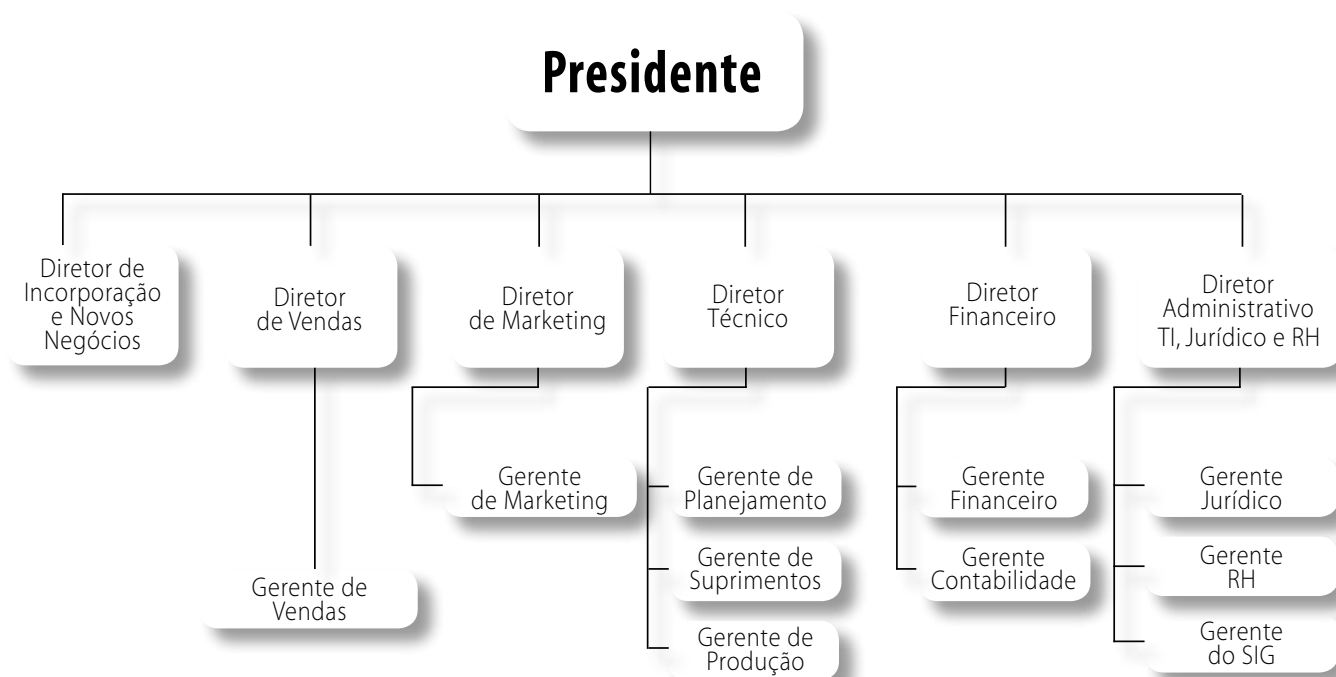 Presidente
Diretor de
Incorporação
e Novos
Negócios
Diretor
de Vendas
Diretor
de Marketing
Diretor
Técnico
Diretor
Financeiro
Diretor
Administrativo
TI, Jurídico e RH
Gerente de
Vendas
Gerente
de Marketing
Gerente de
Planejamento
Gerente de
Suprimentos
Gerente de
Produção
Gerente
Financeiro
Gerente
Contabilidade
Gerente
Jurídico
Gerente
RH
Gerente
do SIG